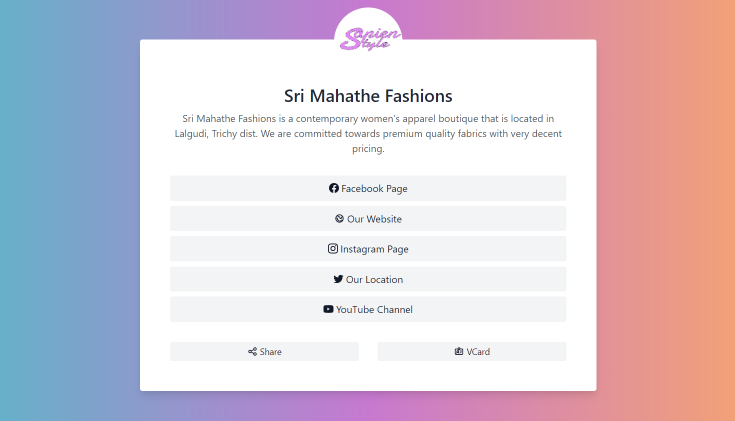 Sanien
Style
Sri Mahathe Fashions
Sri Mahathe Fashions is a contemporary women's apparel boutique that is located in
Lalgudi, Trichy dist. We are committed towards premium quality fabrics with very decent
pricing.
Facebook Page
Our Website
Instagram Page
Our Location
YouTube Channel
Share
VCard